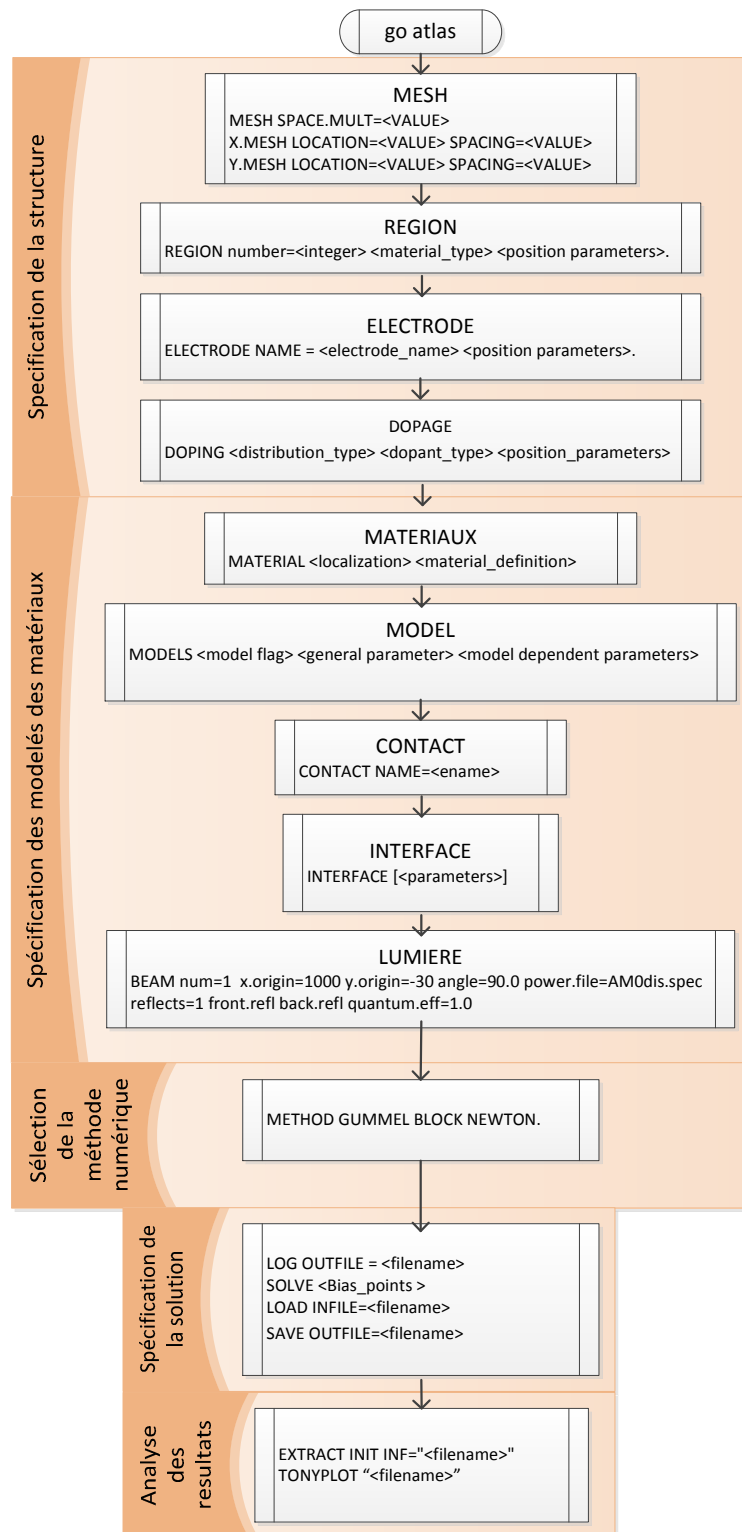 go atlas
Specification de la structure
MESH
MESH SPACE.MULT=<VALUE>
X.MESH LOCATION=<VALUE> SPACING=<VALUE>
Y.MESH LOCATION=<VALUE> SPACING=<VALUE>
REGION
REGION number=<integer> <material_type> <position parameters>.
ELECTRODE
ELECTRODE NAME = <electrode_name> <position parameters>.
DOPAGE
DOPING <distribution_type> <dopant_type> <position_parameters>
Spécification des modelés des matériaux
MATERIAUX
MATERIAL <localization> <material_definition>
MODEL
MODELS <model flag> <general parameter> <model dependent parameters>
CONTACT
CONTACT NAME=<ename>
INTERFACE
INTERFACE [<parameters>]
LUMIERE
BEAM num=1 x.origin=1000 y.origin=-30 angle=90.0 power.file=AM0dis.spec
reflects=1 front.refl back.refl quantum.eff=1.0
Sélection
de la
méthode
numérique
METHOD GUMMEL BLOCK NEWTON.
Spécification de
la solution
LOG OUTFILE = <filename>
SOLVE <Bias_points >
LOAD INFILE=<filename>
SAVE OUTFILE=<filename>
Analyse
des
resultats
EXTRACT INIT INF="<filename>"
TONYPLOT “<filename>”